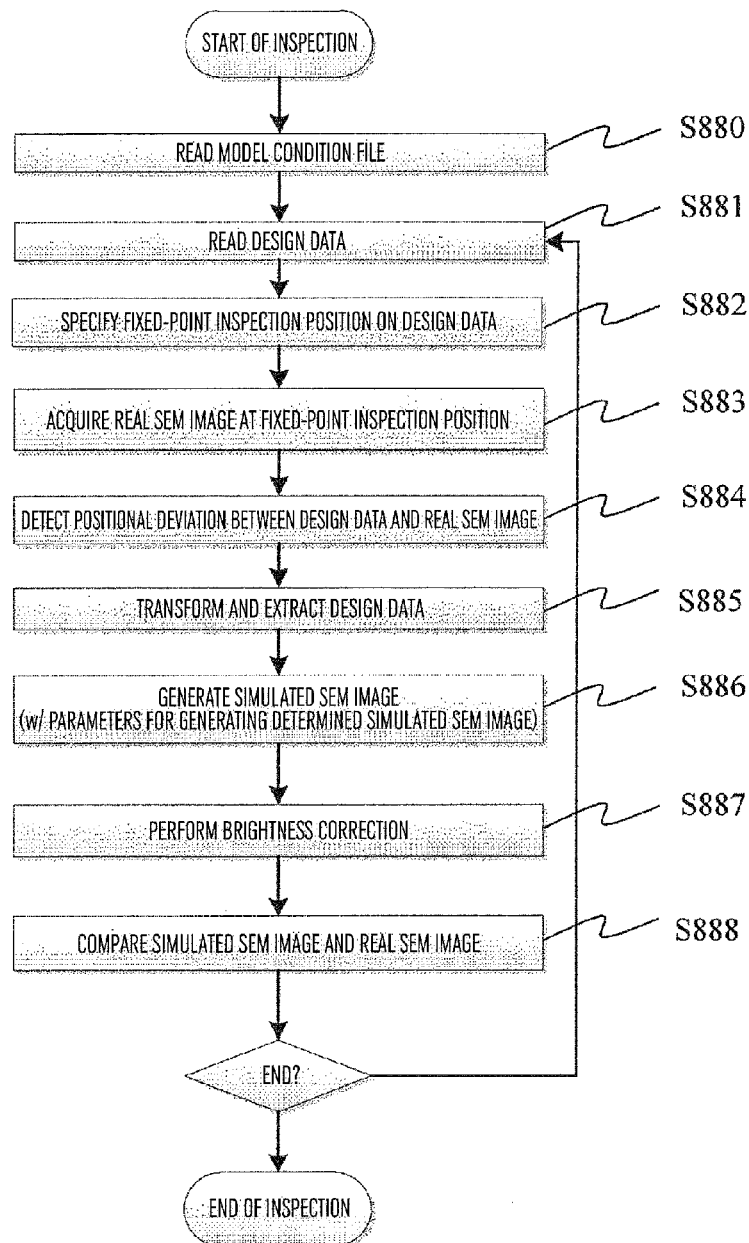 START OF INSPECTION
READ MODEL CONDITION FILE
S880
READ DESIGN DATA
S881
SPECIFY FIXED-POINT INSPECTION POSITION ON DESIGN DATA
S882
ACQUIRE REAL SEM IMAGE AT FIXED-POINT INSPECTION POSITION
S883
DETECT POSITIONAL DEVIATION BETWEEN DESIGN DATA AND REAL SEM IMAGE
S884
TRANSFORM AND EXTRACT DESIGN DATA
S885
GENERATE SIMULATED SEM IMAGE
(w/ PARAMETERS FOR GENERATING DETERMINED SIMULATED SEM IMAGE)
S886
PERFORM BRIGHTNESS CORRECTION
S887
COMPARE SIMULATED SEM IMAGE AND REAL SEM IMAGE
S888
END?
END OF INSPECTION